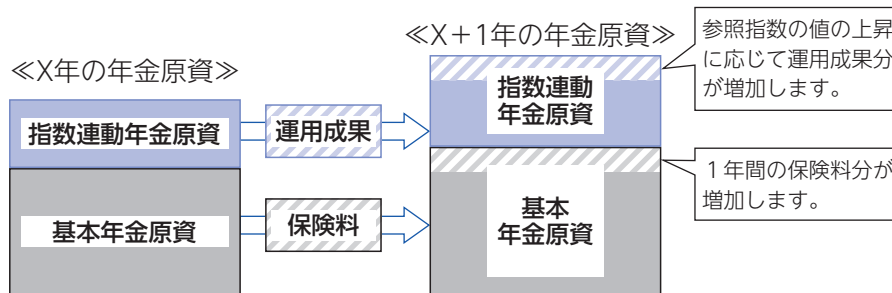 ≪X年の年金原資≫
指数連動年金原資
基本年金原資
運用成果
保険料
≪X+1年の年金原資≫
指数連動
年金原資
基本
年金原資
参照指数の値の上昇
に応じて運用成果分
が増加します。
1年間の保険料分が
増加します。